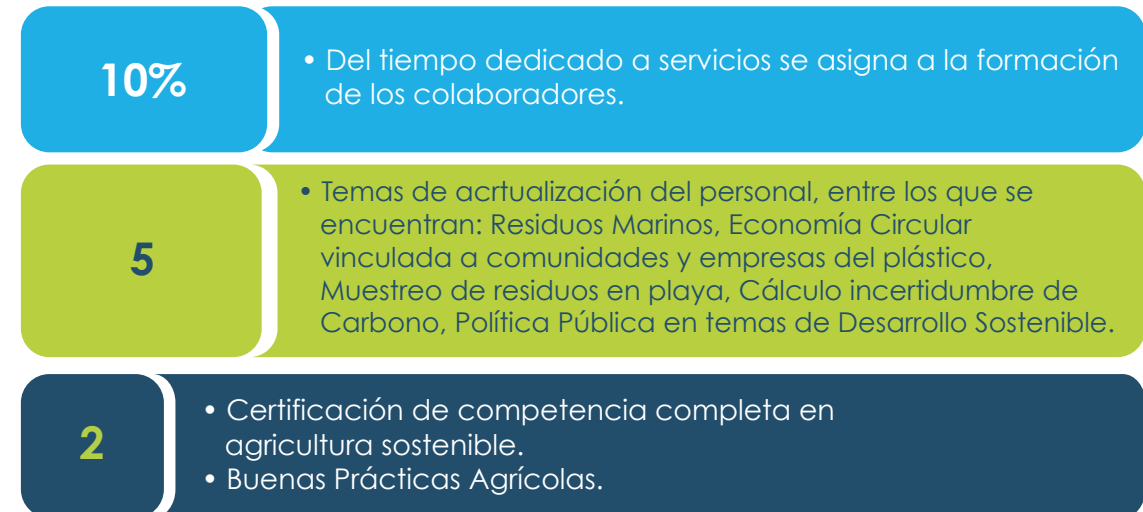 10%
• Del tiempo dedicado a servicios se asigna a la formación
de los colaboradores.
5
• Temas de acrtualización del personal, entre los que se
encuentran: Residuos Marinos, Economía Circular
vinculada a comunidades y empresas del plástico,
Muestreo de residuos en playa, Cálculo incertidumbre de
Carbono, Política Pública en temas de Desarrollo Sostenible.
2
• Certificación de competencia completa en
agricultura sostenible.
• Buenas Prácticas Agrícolas.